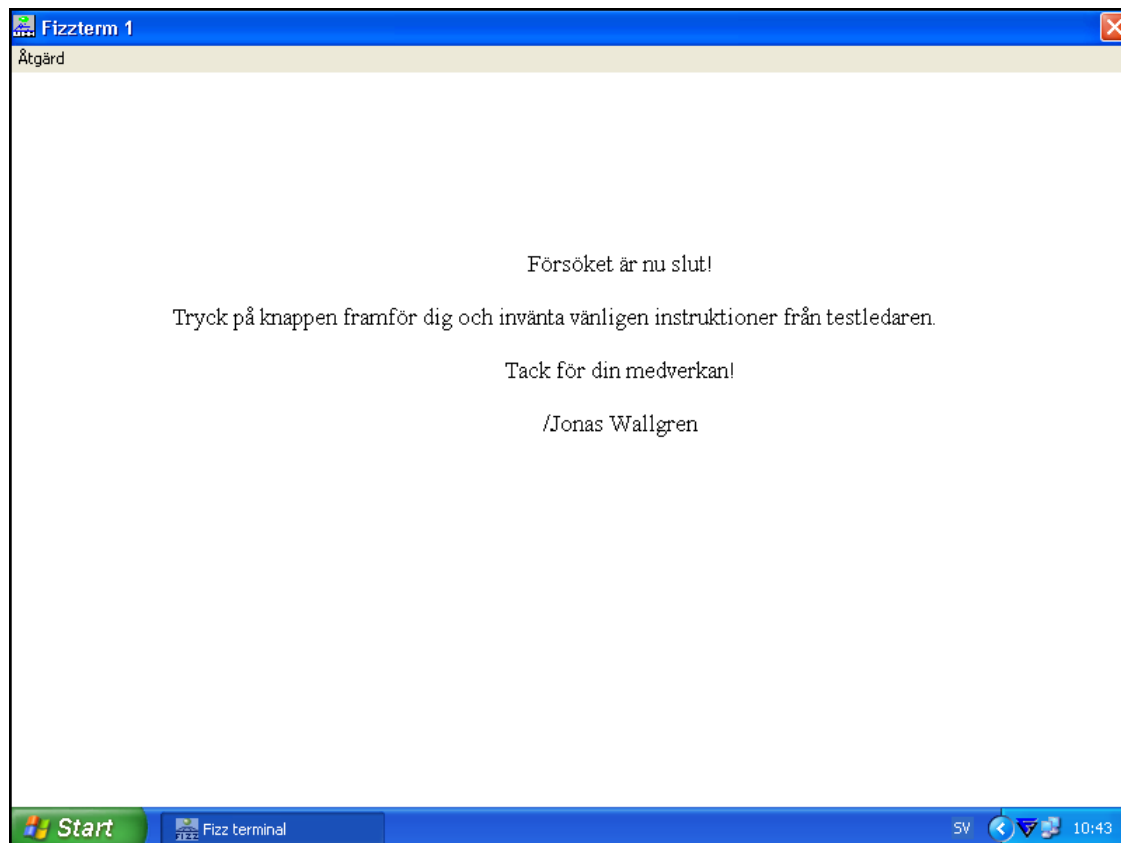 Fizzterm 1
Åtgärd
Försöket är nu slut!
Tryck på knappen framför dig och invänta vänligen instruktioner från testledaren.
Tack för din medverkan!
/Jonas Wallgren
Start Fizz terminal SV 10:43